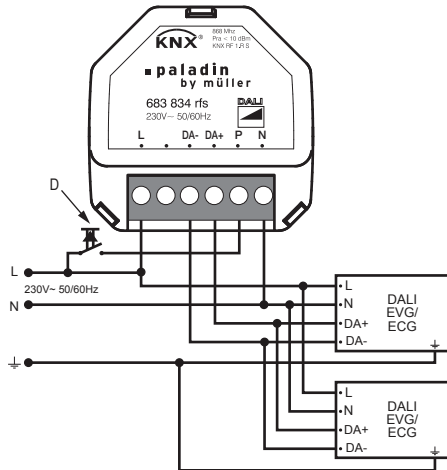 KNX®
868 Mhz
Pra < 10 dBm
KNX RF 1.R S
paladin
by müller
683 834 rfs
230V~ 50/60Hz
DALI
L DA- DA+ P N
D
L
230V~ 50/60Hz
N
L
N
DA+
DA-
DALI
EVG/
ECG
L
N
DA+
DA-
DALI
EVG/
ECG